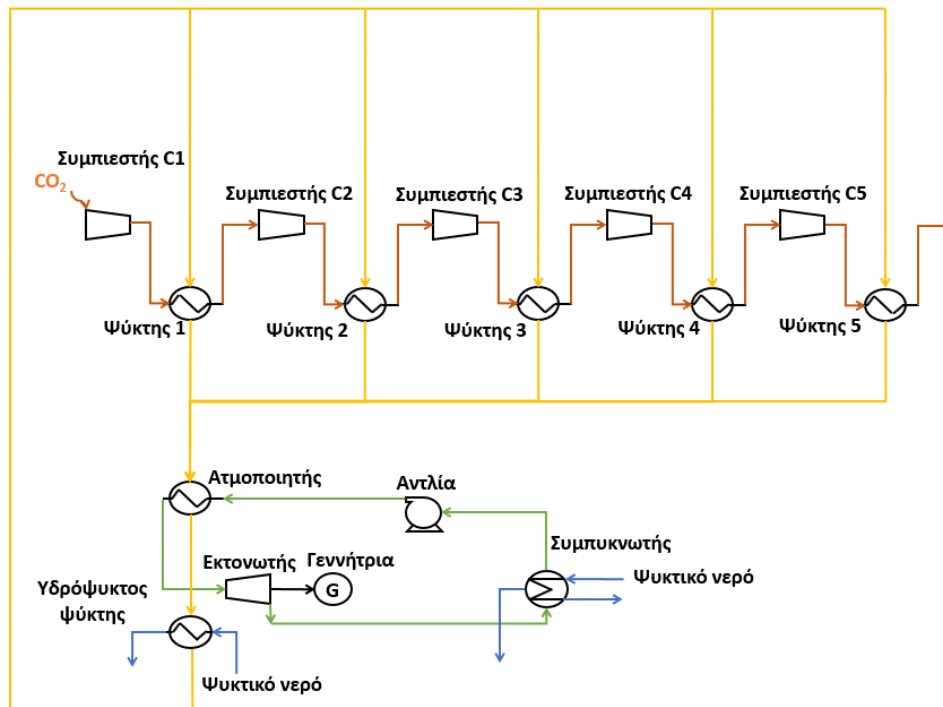 Συμπιεστής C1
CO2
Συμπιεστής C2
Συμπιεστής C3
Συμπιεστής C4
Συμπιεστής C5
Ψύκτης 1
Ψύκτης 2
Ψύκτης 3
Ψύκτης 4
Ψύκτης 5
Ατμοποιητής
Αντλία
Συμπυκνωτής
Εκτονωτής
Γεννήτρια
G
Ψυκτικό νερό
Υδρόψυκτος
ψύκτης
Ψυκτικό νερό